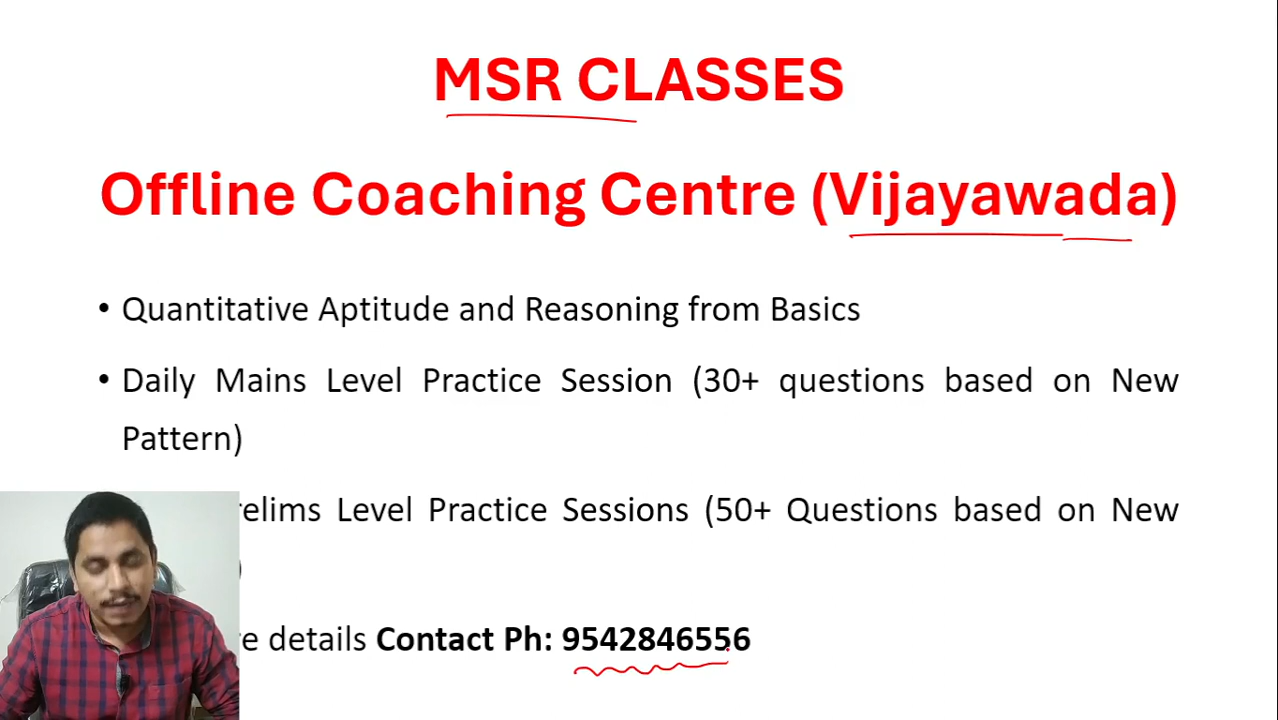 MSR CLASSES
Offline Coaching Centre (Vijayawada)
• Quantitative Aptitude and Reasoning from Basics
• Daily Mains Level Practice Session (30+ questions based on New
Pattern)
Level Practice Sessions (50+ Questions based on New
details Contact Ph: 9542846556